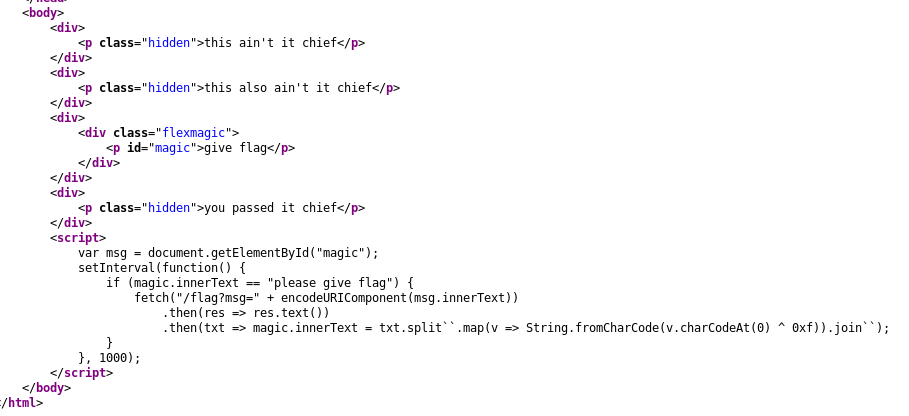 </head>
<body>
<div>
<p class="hidden">this ain't it chief</p>
</div>
<div>
<p class="hidden">this also ain't it chief</p>
</div>
<div>
<div class="flexmagic">
<p id="magic">give flag</p>
</div>
</div>
<div>
<p class="hidden">you passed it chief</p>
</div>
<script>
var msg = document.getElementById("magic");
setInterval(function() {
if (magic.innerText == "please give flag") {
fetch("/flag?msg=" + encodeURIComponent(msg.innerText))
.then(res => res.text())
.then(txt => magic.innerText = txt.split``.map(v => String.fromCharCode(v.charCodeAt(0) ^ 0xf)).join``);
}
}, 1000);
</script>
</body>
</html>